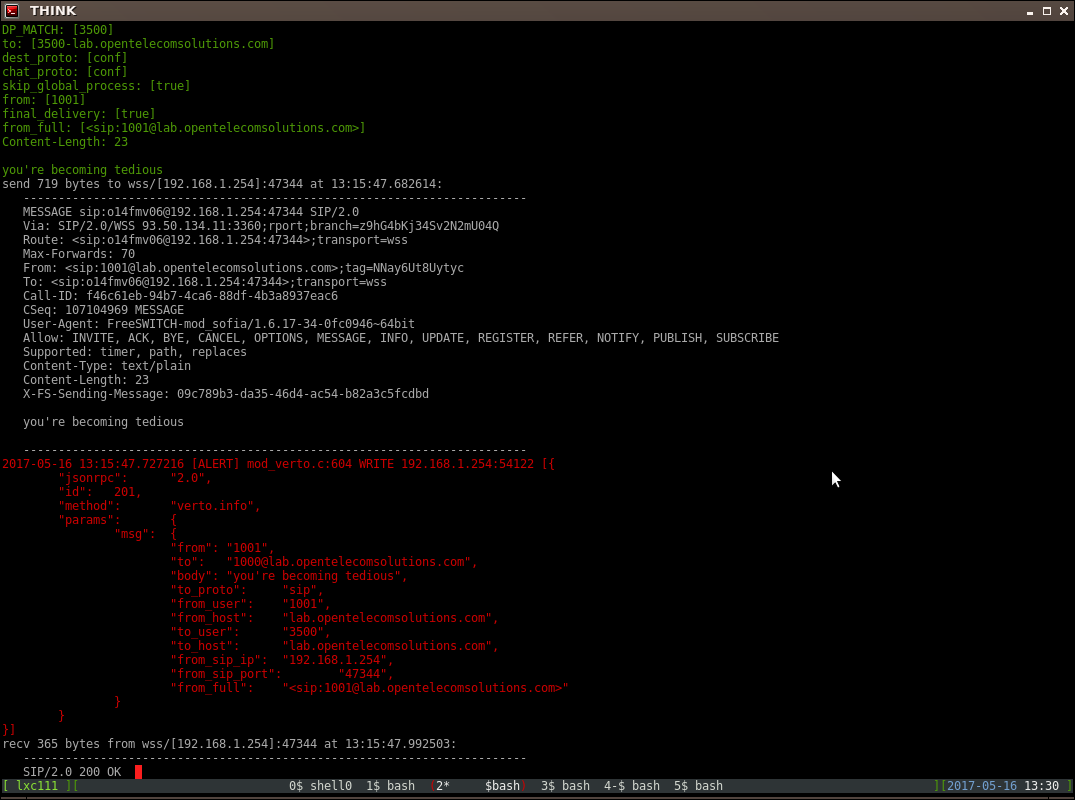 THINK
DP_MATCH: [3500]
to: [3500-lab.opentelecomsolutions.com]
dest_proto: [conf]
chat_proto: [conf]
skip_global_process: [true]
from: [1001]
final_delivery: [true]
from_full: [<sip:1001@lab.opentelecomsolutions.com>]
Content-Length: 23

you're becoming tedious
send 719 bytes to wss/[192.168.1.254]:47344 at 13:15:47.682614:
   ------------------------------------------------------------------------
   MESSAGE sip:o14fmv06@192.168.1.254:47344 SIP/2.0
   Via: SIP/2.0/WSS 93.50.134.11:3360;rport;branch=z9hG4bKj34Sv2N2mU04Q
   Route: <sip:o14fmv06@192.168.1.254:47344>;transport=wss
   Max-Forwards: 70
   From: <sip:1001@lab.opentelecomsolutions.com>;tag=NNay6Ut8Uytyc
   To: <sip:o14fmv06@192.168.1.254:47344>;transport=wss
   Call-ID: f46c61eb-94b7-4ca6-88df-4b3a8937eac6
   CSeq: 107104969 MESSAGE
   User-Agent: FreeSWITCH-mod_sofia/1.6.17-34-0fc0946~64bit
   Allow: INVITE, ACK, BYE, CANCEL, OPTIONS, MESSAGE, INFO, UPDATE, REGISTER, REFER, NOTIFY, PUBLISH, SUBSCRIBE
   Supported: timer, path, replaces
   Content-Type: text/plain
   Content-Length: 23
   X-FS-Sending-Message: 09c789b3-da35-46d4-ac54-b82a3c5fcdbd

   you're becoming tedious

   ------------------------------------------------------------------------
2017-05-16 13:15:47.727216 [ALERT] mod_verto.c:604 WRITE 192.168.1.254:54122 [{
        "jsonrpc":      "2.0",
        "id":   201,
        "method":       "verto.info",
        "params":       {
                "msg":  {
                        "from": "1001",
                        "to":   "1000@lab.opentelecomsolutions.com",
                        "body": "you're becoming tedious",
                        "to_proto":     "sip",
                        "from_user":    "1001",
                        "from_host":    "lab.opentelecomsolutions.com",
                        "to_user":      "3500",
                        "to_host":      "lab.opentelecomsolutions.com",
                        "from_sip_ip":  "192.168.1.254",
                        "from_sip_port":        "47344",
                        "from_full":    "<sip:1001@lab.opentelecomsolutions.com>"
                }
        }
}]
recv 365 bytes from wss/[192.168.1.254]:47344 at 13:15:47.992503:
   ------------------------------------------------------------------------
   SIP/2.0 200 OK
[ lxc111 ][ 0$ shell0 1$ bash (2* $bash) 3$ bash 4-$ bash 5$ bash ][2017-05-16 13:30 ]